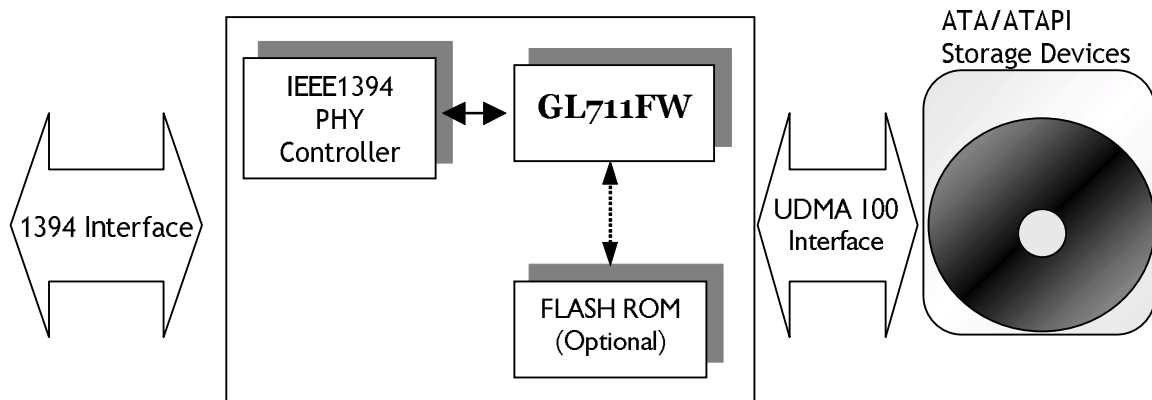 1394 Interface
IEEE1394
PHY
Controller
GL711FW
FLASH ROM
(Optional)
UDMA 100
Interface
ATA/ATAPI
Storage Devices